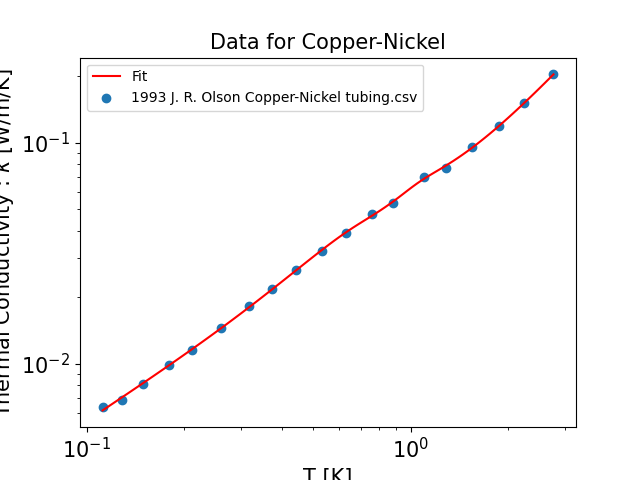 Data for Copper-Nickel
Fit
1993 J. R. Olson Copper-Nickel tubing.csv
Thermal Conductivity : k [W/m/K]
10⁻¹
10⁻²
10⁻¹
10⁰
T [K]